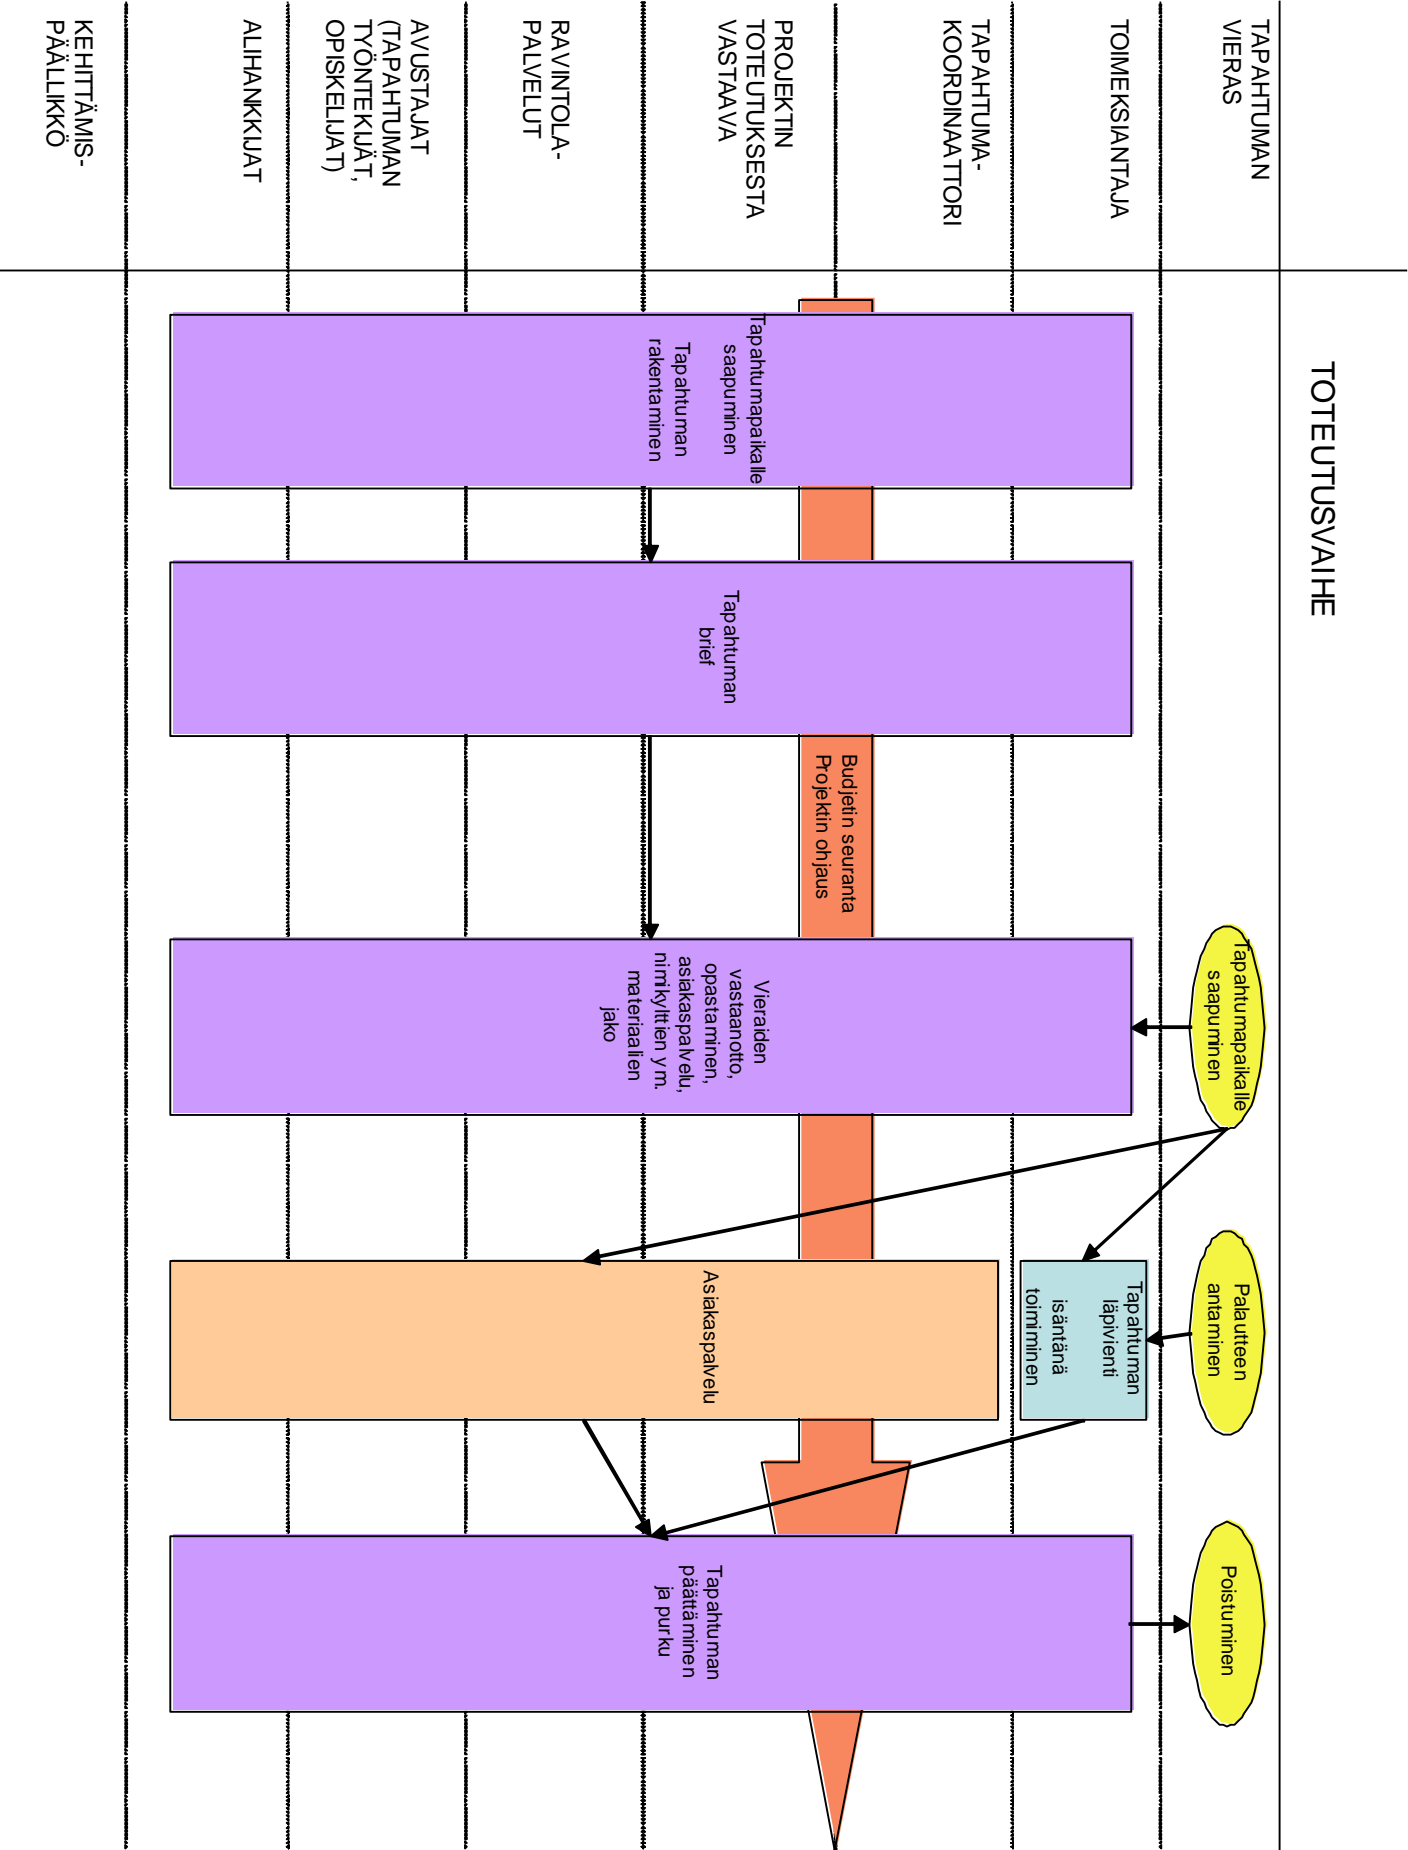 TOTEUTUSVAIHE
TAPAHTUMAN
VIERAS
Tapahtumapaikalle
saapuminen
Palautteen
antaminen
Poistuminen
TOIMEKSIANTAJA
Tapahtuman
läpivienti
isäntänä
toimiminen
TAPAHTUMA-
KOORDINAATTORI
Budjetin seuranta
Projektin ohjaus
PROJEKTIN
TOTEUTUKSESTA
VASTAAVA
Tapahtumapaikalle
saapuminen
Tapahtuman
rakentaminen
Tapahtuman
brief
Vieraiden
vastaanotto,
opastaminen,
asiakaspalvelu,
nimikylttien ym.
materiaalien
jako
Asiakaspalvelu
Tapahtuman
päättäminen
ja purku
RAVINTOLA-
PALVELUT
AVUSTAJAT
(TAPAHTUMAN
TYÖNTEKIJÄT,
OPISKELIJAT)
ALIHANKKIJAT
KEHITTÄMIS-
PÄÄLLIKKÖ